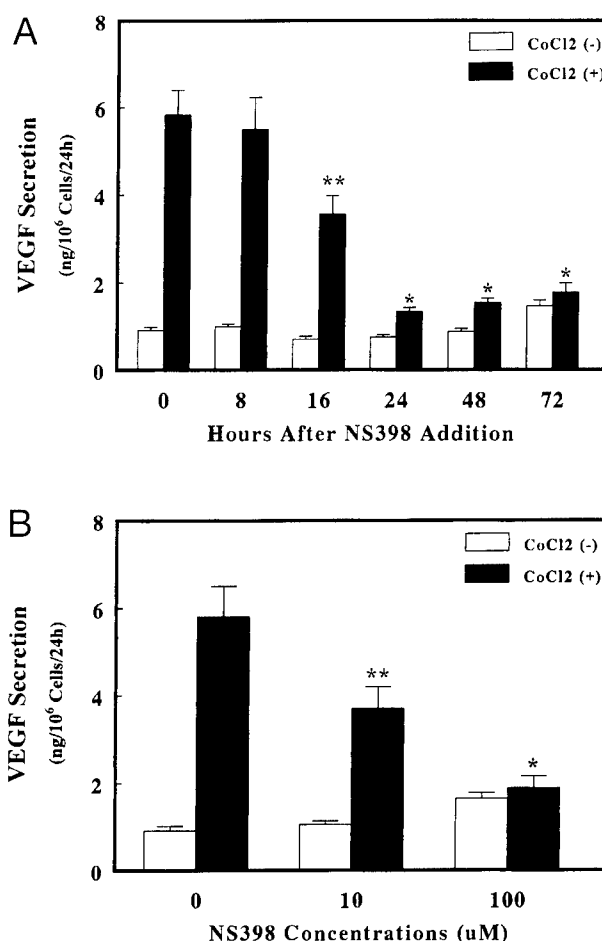 A
8
6
4
2
0
VEGF Secretion
(ng/10⁶ Cells/24h)
CoCl2 (-)
CoCl2 (+)
**
*
*
*
0 8 16 24 48 72
Hours After NS398 Addition
B
8
6
4
2
0
VEGF Secretion
(ng/10⁶ Cells/24h)
CoCl2 (-)
CoCl2 (+)
**
*
0 10 100
NS398 Concentrations (uM)